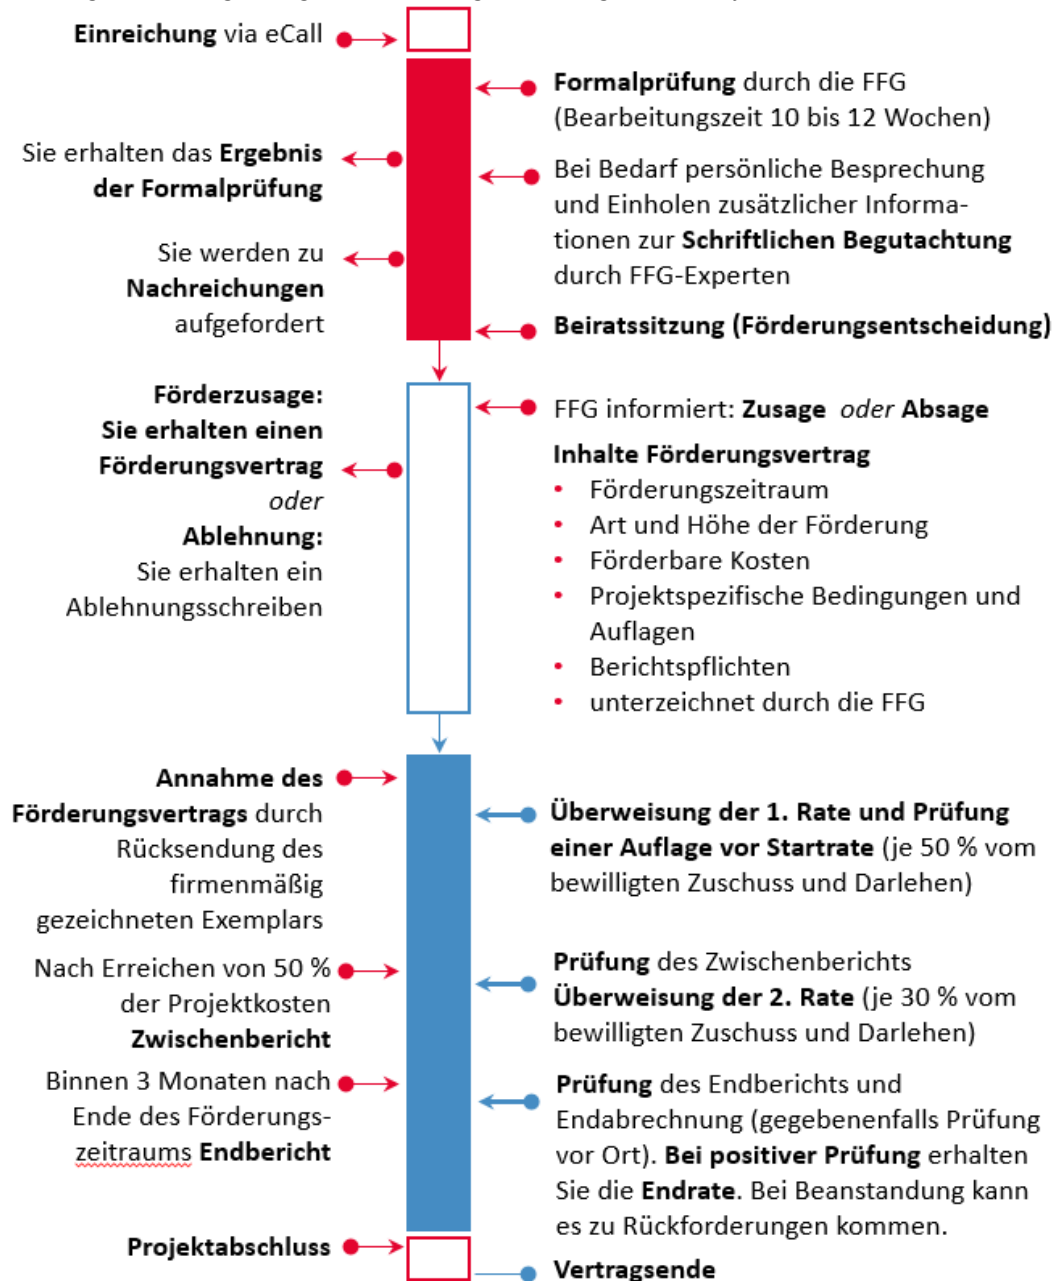 Einreichung via eCall
Formalprüfung durch die FFG
(Bearbeitungszeit 10 bis 12 Wochen)
Sie erhalten das Ergebnis
der Formalprüfung
Bei Bedarf persönliche Besprechung
und Einholen zusätzlicher Informa-
tionen zur Schriftlichen Begutachtung
durch FFG-Experten
Sie werden zu
Nachreichungen
aufgefordert
Beiratssitzung (Förderungsentscheidung)
Förderzusage:
Sie erhalten einen
Förderungsvertrag
oder
Ablehnung:
Sie erhalten ein
Ablehnungsschreiben
FFG informiert: Zusage oder Absage
Inhalte Förderungsvertrag
• Förderungszeitraum
• Art und Höhe der Förderung
• Förderbare Kosten
• Projektspezifische Bedingungen und
Auflagen
• Berichtspflichten
• unterzeichnet durch die FFG
Annahme des
Förderungsvertrags durch
Rücksendung des
firmenmäßig
gezeichneten Exemplars
Überweisung der 1. Rate und Prüfung
einer Auflage vor Startrate (je 50 % vom
bewilligten Zuschuss und Darlehen)
Nach Erreichen von 50 %
der Projektkosten
Zwischenbericht
Prüfung des Zwischenberichts
Überweisung der 2. Rate (je 30 % vom
bewilligten Zuschuss und Darlehen)
Binnen 3 Monaten nach
Ende des Förderungs-
zeitraums Endbericht
Prüfung des Endberichts und
Endabrechnung (gegebenenfalls Prüfung
vor Ort). Bei positiver Prüfung erhalten
Sie die Endrate. Bei Beanstandung kann
es zu Rückforderungen kommen.
Projektabschluss
Vertragsende